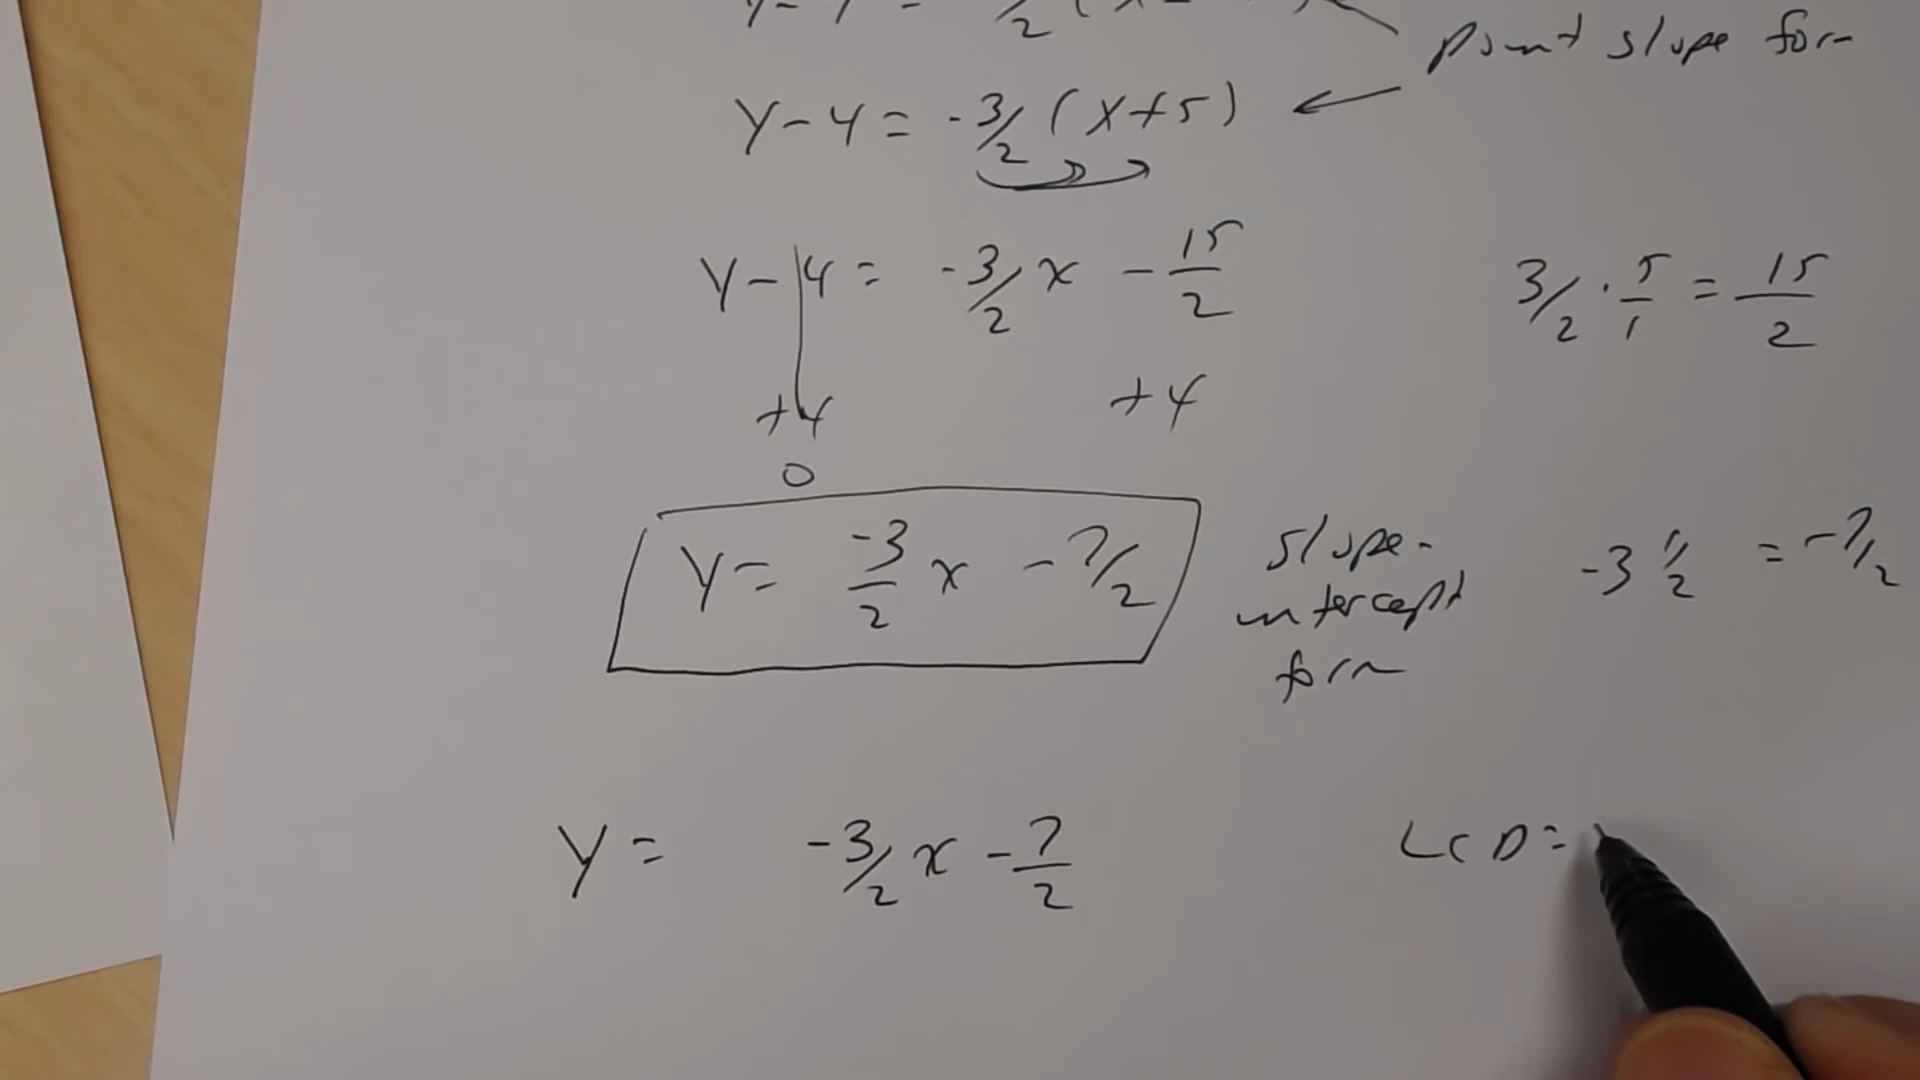 point slope form
y-4= -3/2 (x+5)
y-4= -3/2 x - 15/2
3/2 · 5/1 = 15/2
+4 +4
0
y= -3/2 x -7/2
slope-
intercept
form
-3 1/2 = -7/2
y= -3/2 x - 7/2
LCD=